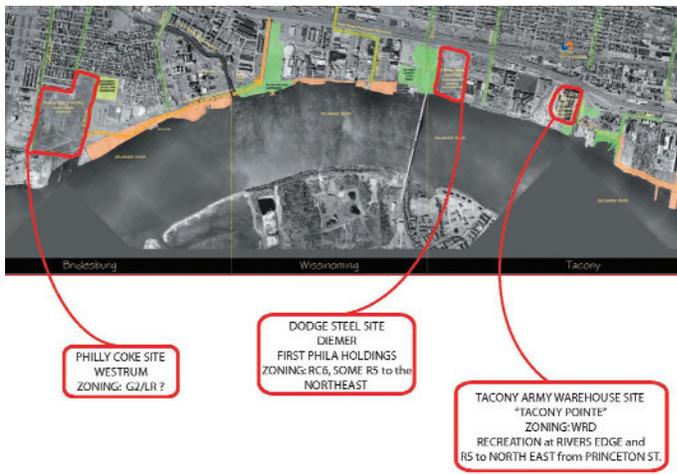 Bridesburg
Wissinoming
Tacony
PHILLY COKE SITE
WESTRUM
ZONING: G2/LR ?
DODGE STEEL SITE
DIEMER
FIRST PHILA HOLDINGS
ZONING: RC6, SOME R5 to the
NORTHEAST
TACONY ARMY WAREHOUSE SITE
"TACONY POINTE"
ZONING: WRD
RECREATION at RIVERS EDGE and
R5 to NORTH EAST from PRINCETON ST.